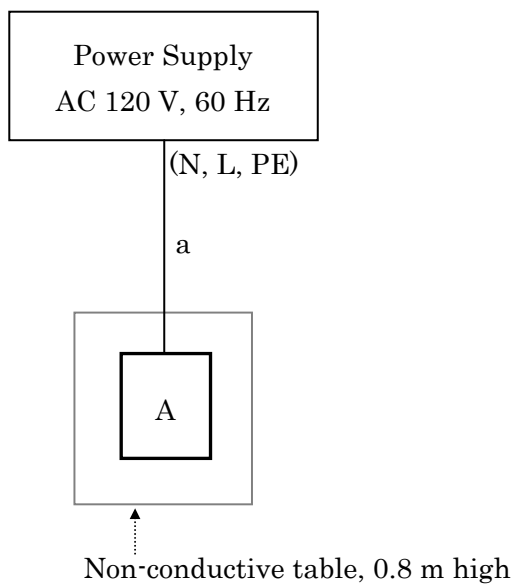 Power Supply
AC 120 V, 60 Hz
(N, L, PE)
a
A
Non-conductive table, 0.8 m high